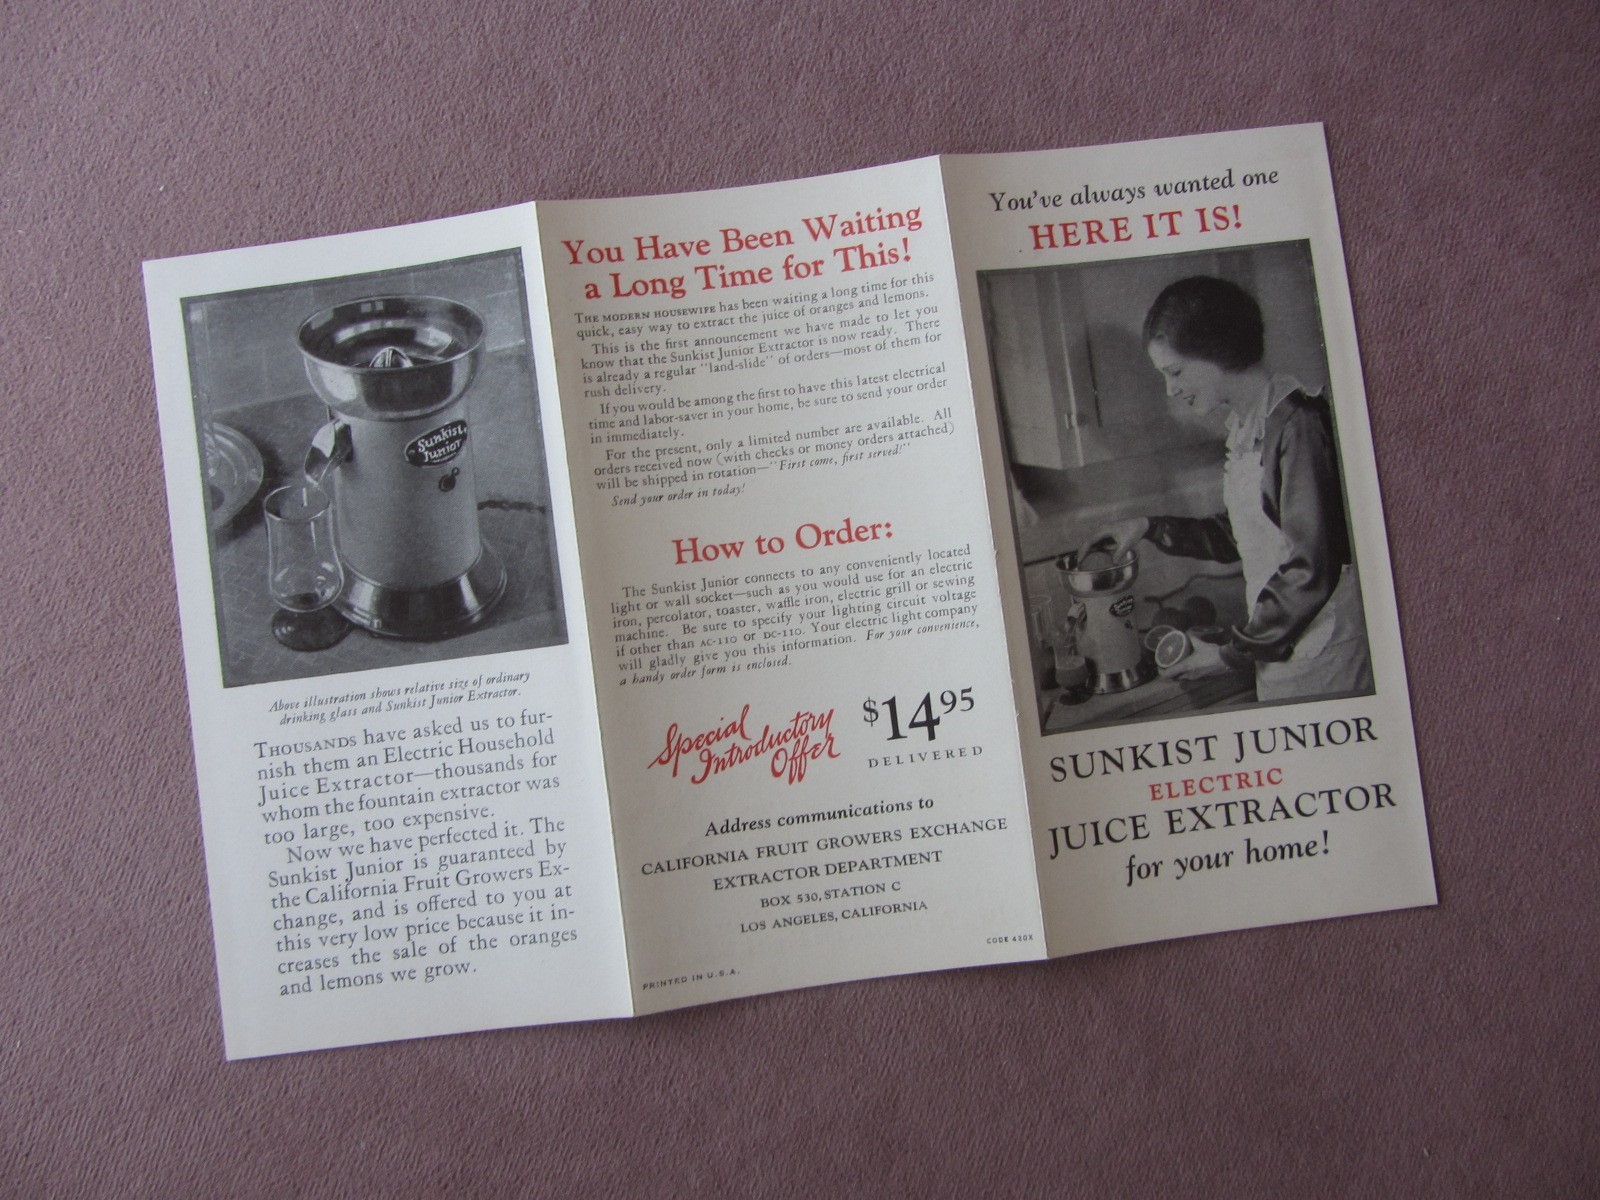 Sunkist
Junior
Above illustration shows relative size of ordinary
drinking glass and Sunkist Junior Extractor.
THOUSANDS have asked us to fur-
nish them an Electric Household
Juice Extractor—thousands for
whom the fountain extractor was
too large, too expensive.
Now we have perfected it. The
Sunkist Junior is guaranteed by
the California Fruit Growers Ex-
change, and is offered to you at
this very low price because it in-
creases the sale of the oranges
and lemons we grow.
You Have Been Waiting
a Long Time for This!
THE MODERN HOUSEWIFE has been waiting a long time for this
quick, easy way to extract the juice of oranges and lemons.
This is the first announcement we have made to let you
know that the Sunkist Junior Extractor is now ready. There
is already a regular "land-slide" of orders—most of them for
rush delivery.
If you would be among the first to have this latest electrical
time and labor-saver in your home, be sure to send your order
in immediately.
For the present, only a limited number are available. All
orders received now (with checks or money orders attached)
will be shipped in rotation—"First come, first served!"
Send your order in today!
How to Order:
The Sunkist Junior connects to any conveniently located
light or wall socket—such as you would use for an electric
iron, percolator, toaster, waffle iron, electric grill or sewing
machine. Be sure to specify your lighting circuit voltage
if other than AC-110 or DC-110. Your electric light company
will gladly give you this information. For your convenience,
a handy order form is enclosed.
Special
Introductory
Offer
$1495
DELIVERED
Address communications to
CALIFORNIA FRUIT GROWERS EXCHANGE
EXTRACTOR DEPARTMENT
BOX 530, STATION C
LOS ANGELES, CALIFORNIA
PRINTED IN U.S.A.
CODE 430X
You've always wanted one
HERE IT IS!
SUNKIST JUNIOR
ELECTRIC
JUICE EXTRACTOR
for your home!